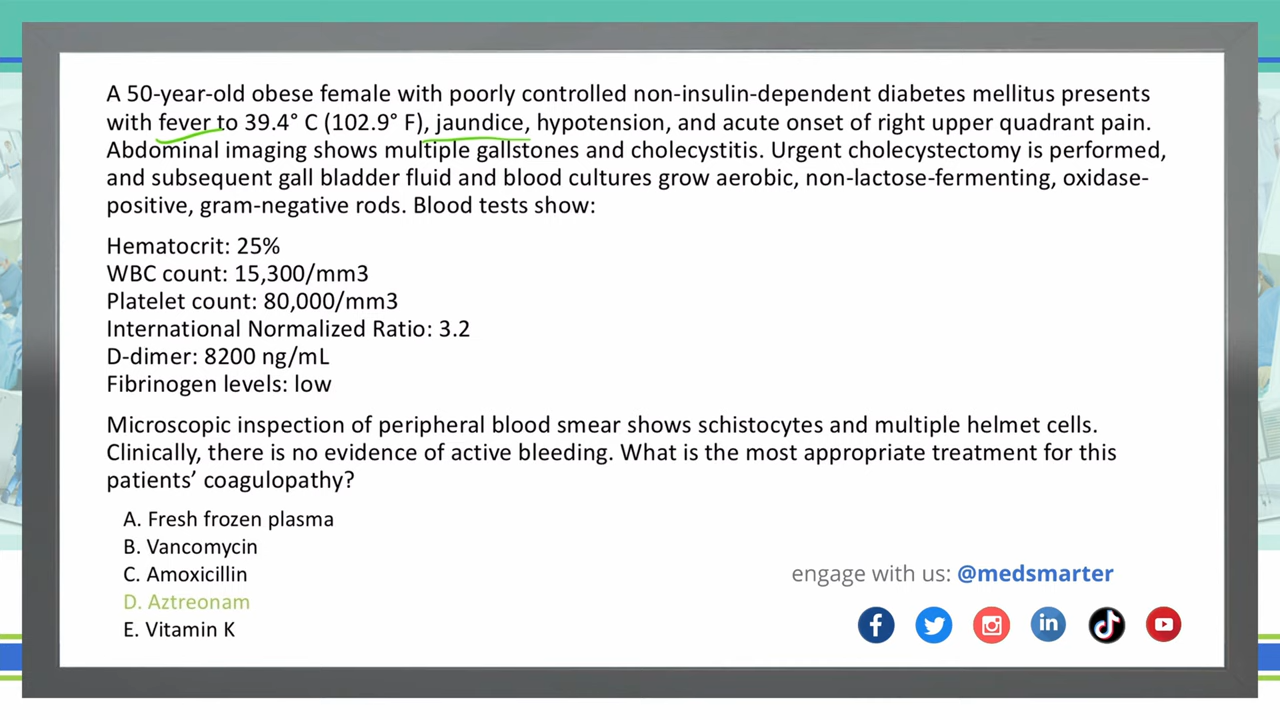 A 50-year-old obese female with poorly controlled non-insulin-dependent diabetes mellitus presents
with fever to 39.4° C (102.9° F), jaundice, hypotension, and acute onset of right upper quadrant pain.
Abdominal imaging shows multiple gallstones and cholecystitis. Urgent cholecystectomy is performed,
and subsequent gall bladder fluid and blood cultures grow aerobic, non-lactose-fermenting, oxidase-
positive, gram-negative rods. Blood tests show:
Hematocrit: 25%
WBC count: 15,300/mm3
Platelet count: 80,000/mm3
International Normalized Ratio: 3.2
D-dimer: 8200 ng/mL
Fibrinogen levels: low
Microscopic inspection of peripheral blood smear shows schistocytes and multiple helmet cells.
Clinically, there is no evidence of active bleeding. What is the most appropriate treatment for this
patients’ coagulopathy?
A. Fresh frozen plasma
B. Vancomycin
C. Amoxicillin
D. Aztreonam
E. Vitamin K
engage with us: @medsmarter